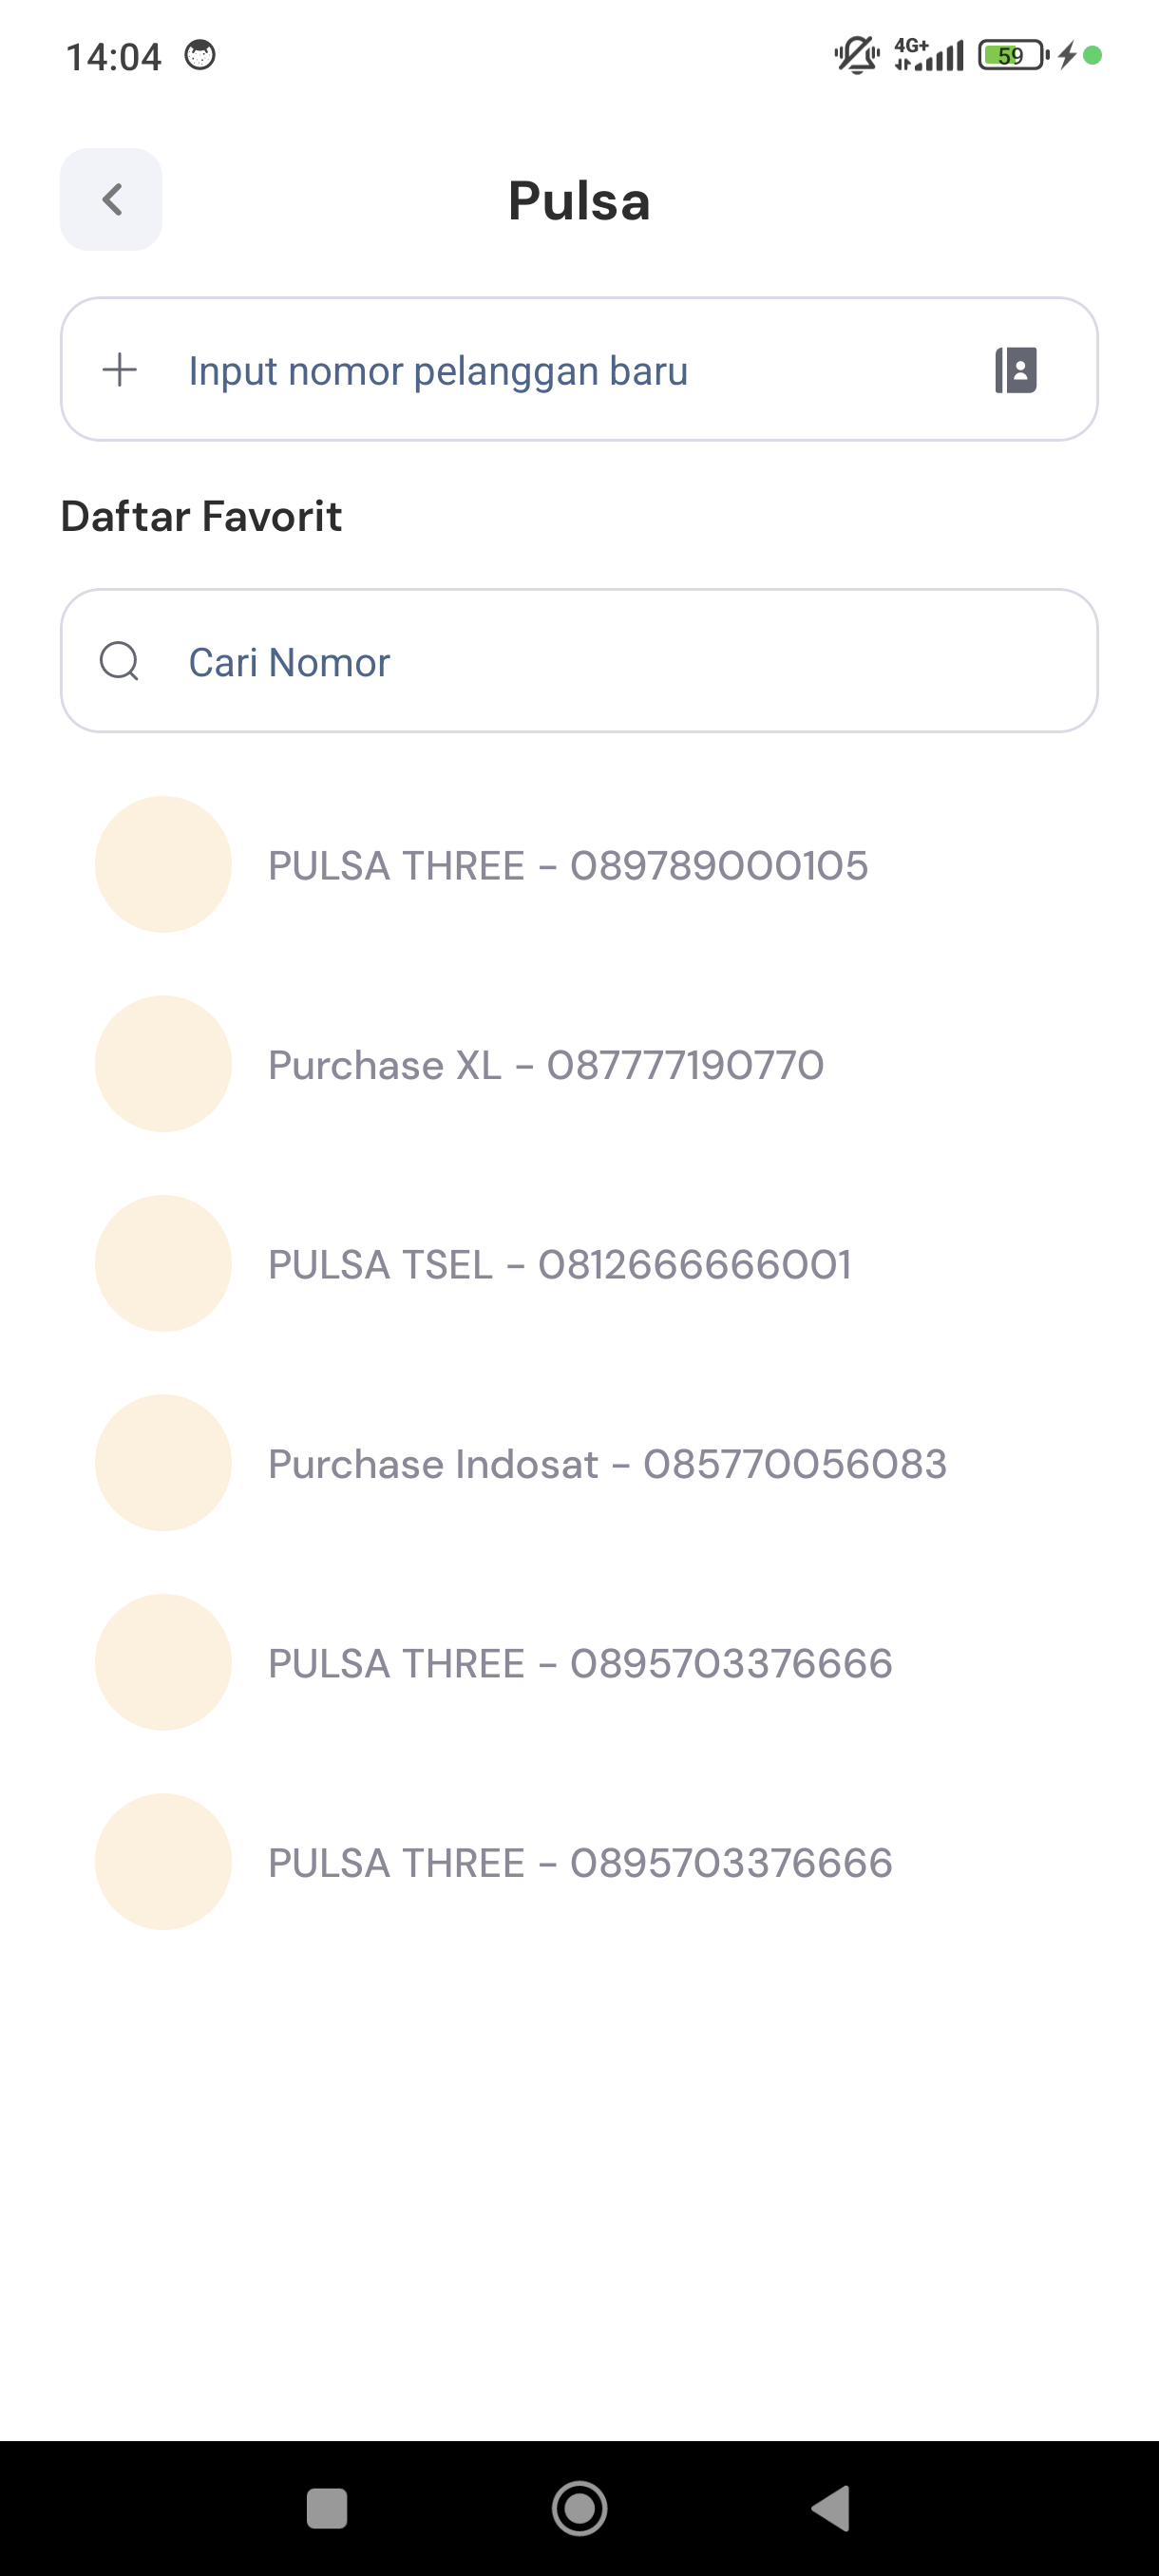 14:04
4G+
59
Pulsa
Input nomor pelanggan baru
Daftar Favorit
Cari Nomor
PULSA THREE - 089789000105
Purchase XL - 087777190770
PULSA TSEL - 0812666666001
Purchase Indosat - 085770056083
PULSA THREE - 0895703376666
PULSA THREE - 0895703376666